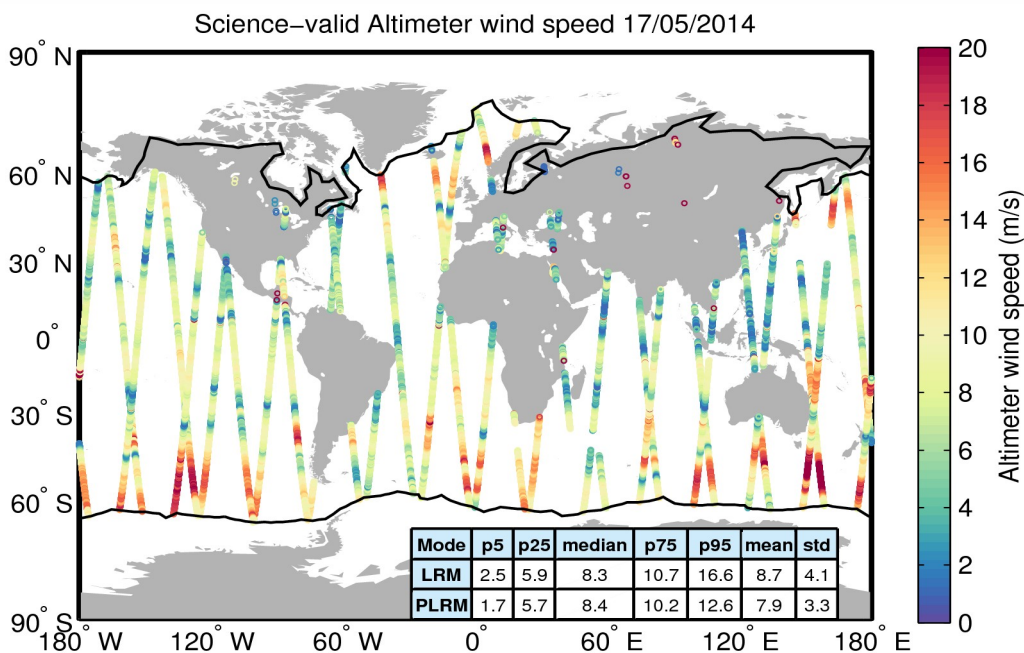 Science−valid Altimeter wind speed 17/05/2014
90° N
60° N
30° N
0°
30° S
60° S
90° S
180° W
120° W
60° W
0°
60° E
120° E
180° E
Mode p5 p25 median p75 p95 mean std
LRM 2.5 5.9 8.3 10.7 16.6 8.7 4.1
PLRM 1.7 5.7 8.4 10.2 12.6 7.9 3.3
20
18
16
14
12
10
8
6
4
2
0
Altimeter wind speed (m/s)